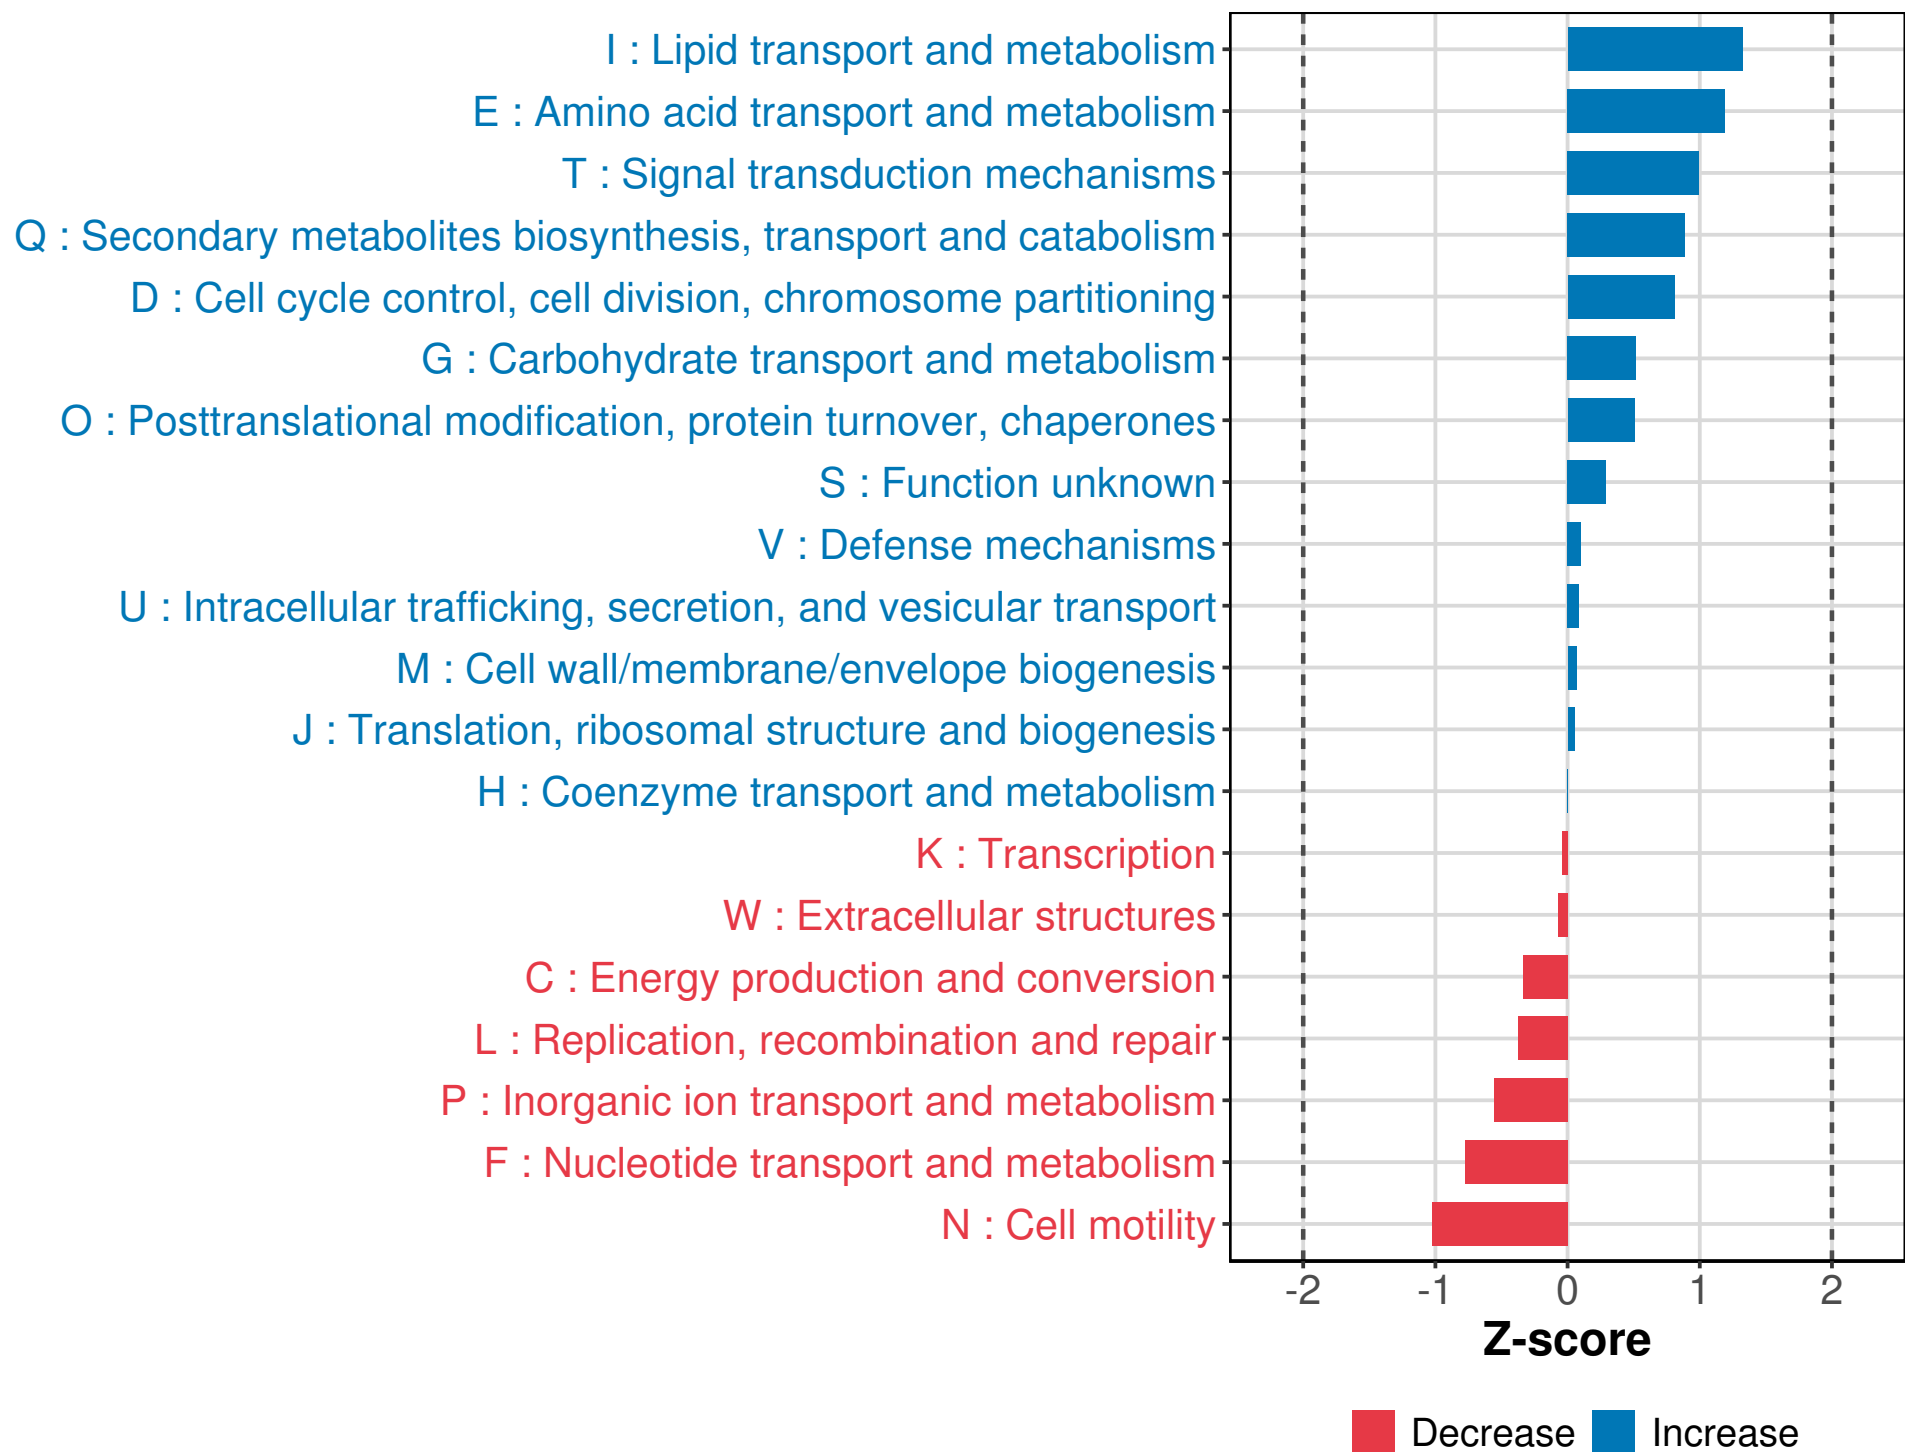 I : Lipid transport and metabolism
E : Amino acid transport and metabolism
T : Signal transduction mechanisms
Q : Secondary metabolites biosynthesis, transport and catabolism
D : Cell cycle control, cell division, chromosome partitioning
G : Carbohydrate transport and metabolism
O : Posttranslational modification, protein turnover, chaperones
S : Function unknown
V : Defense mechanisms
U : Intracellular trafficking, secretion, and vesicular transport
M : Cell wall/membrane/envelope biogenesis
J : Translation, ribosomal structure and biogenesis
H : Coenzyme transport and metabolism
K : Transcription
W : Extracellular structures
C : Energy production and conversion
L : Replication, recombination and repair
P : Inorganic ion transport and metabolism
F : Nucleotide transport and metabolism
N : Cell motility
-2 -1 0 1 2
Z-score
Decrease Increase